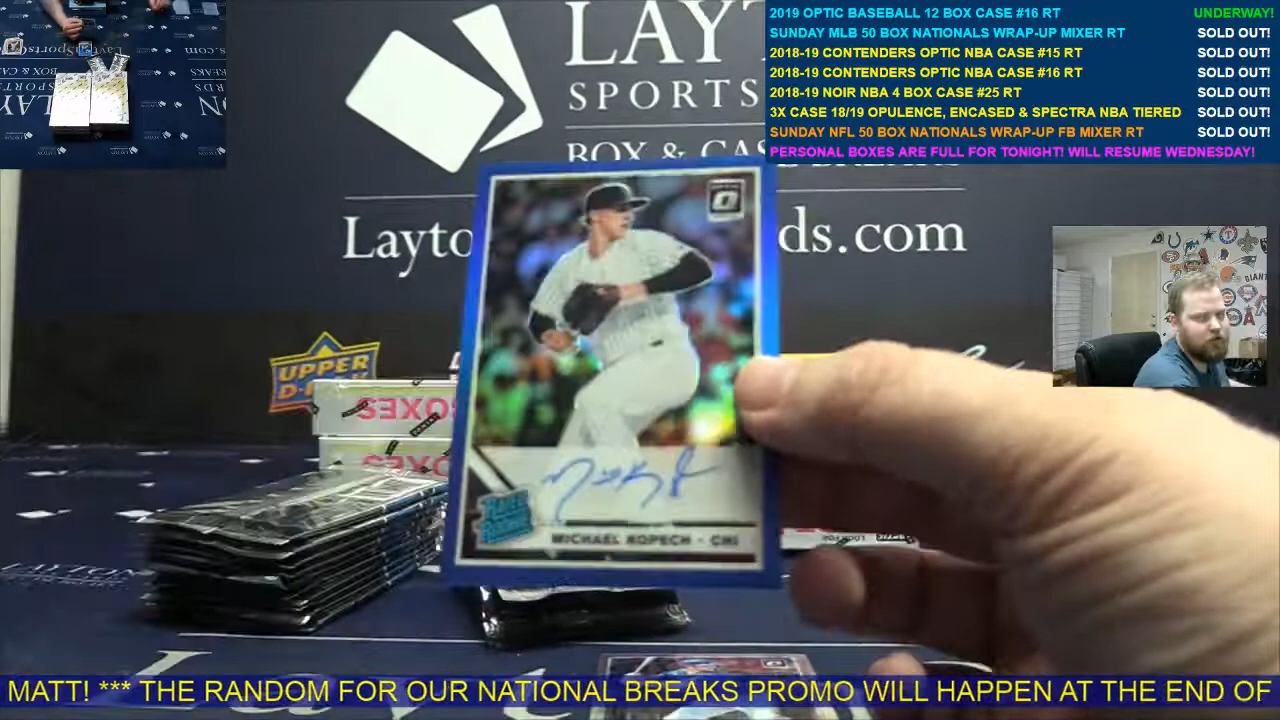 2019 OPTIC BASEBALL 12 BOX CASE #16 RT UNDERWAY!
SUNDAY MLB 50 BOX NATIONALS WRAP-UP MIXER RT SOLD OUT!
2018-19 CONTENDERS OPTIC NBA CASE #15 RT SOLD OUT!
2018-19 CONTENDERS OPTIC NBA CASE #16 RT SOLD OUT!
2018-19 NOIR NBA 4 BOX CASE #25 RT SOLD OUT!
3X CASE 18/19 OPULENCE, ENCASED & SPECTRA NBA TIERED SOLD OUT!
SUNDAY NFL 50 BOX NATIONALS WRAP-UP FB MIXER RT SOLD OUT!
PERSONAL BOXES ARE FULL FOR TONIGHT! WILL RESUME WEDNESDAY!
LAY
SPORTS
BOX & CA
Layto ds.com
UPPER
BOXES
MICHAEL KOPECH - CHI
MATT! *** THE RANDOM FOR OUR NATIONAL BREAKS PROMO WILL HAPPEN AT THE END OF